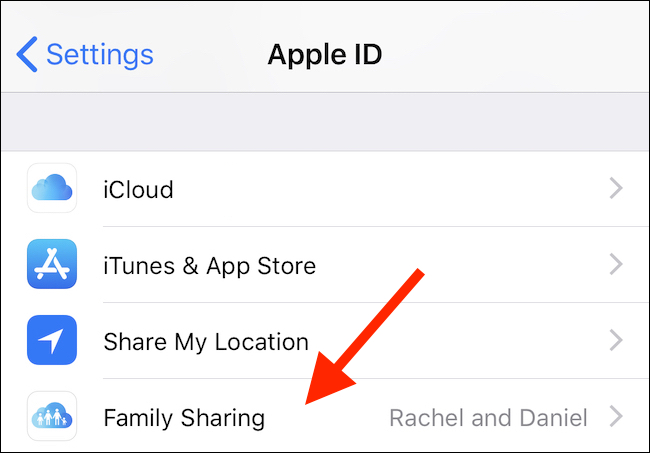 Settings
Apple ID
iCloud
iTunes & App Store
Share My Location
Family Sharing Rachel and Daniel